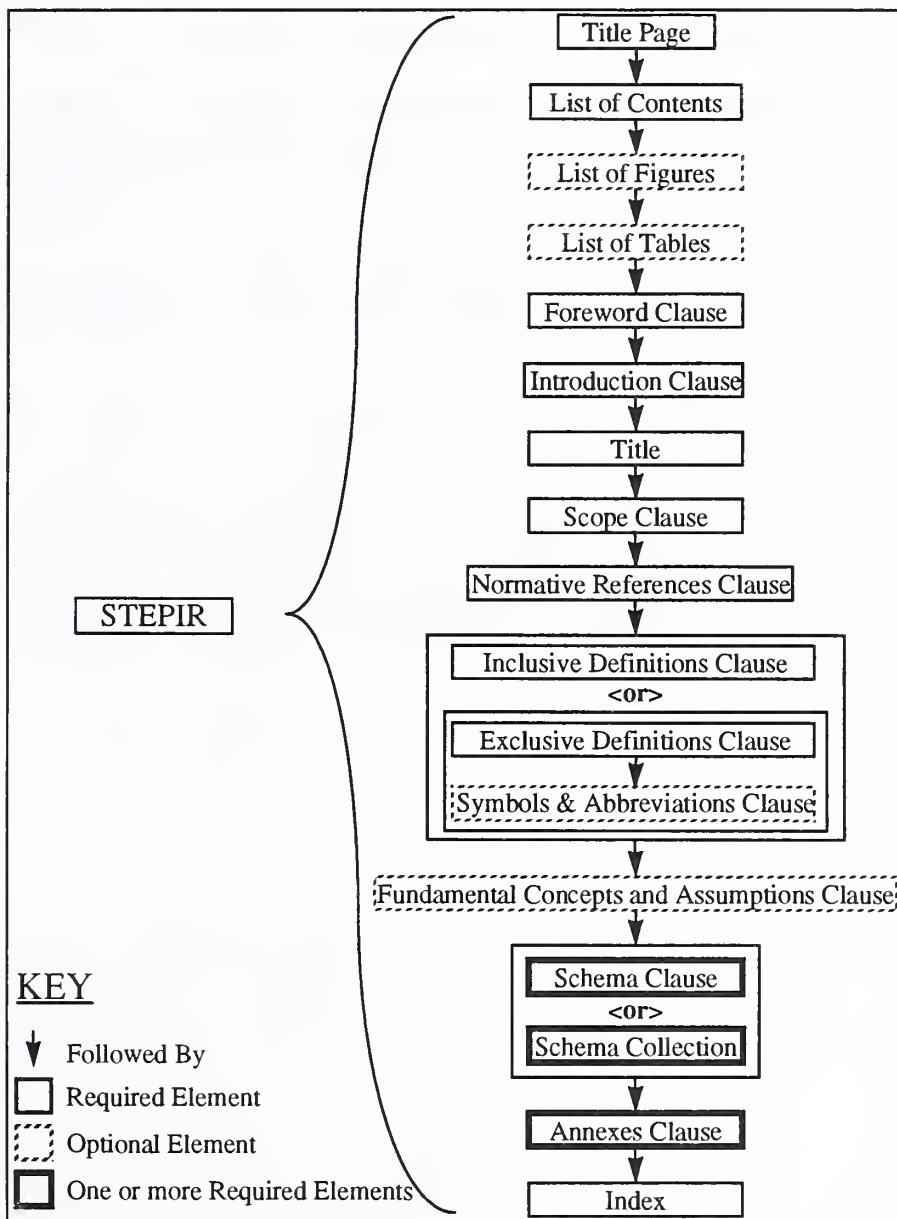 Title Page
List of Contents
List of Figures
List of Tables
Foreword Clause
Introduction Clause
Title
Scope Clause
Normative References Clause
STEPIR
Inclusive Definitions Clause
<or>
Exclusive Definitions Clause
Symbols & Abbreviations Clause
Fundamental Concepts and Assumptions Clause
Schema Clause
<or>
Schema Collection
Annexes Clause
Index
KEY
Followed By
Required Element
Optional Element
One or more Required Elements